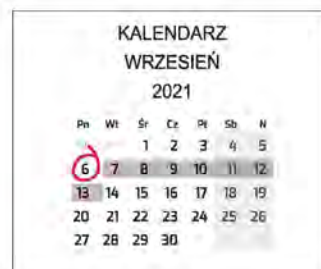 KALENDARZ
WRZESIEŃ
2021
Pn Wt Śr Cz Pt Sb N
1 2 3 4 5
6 7 8 9 10 11 12
13 14 15 16 17 18 19
20 21 22 23 24 25 26
27 28 29 30